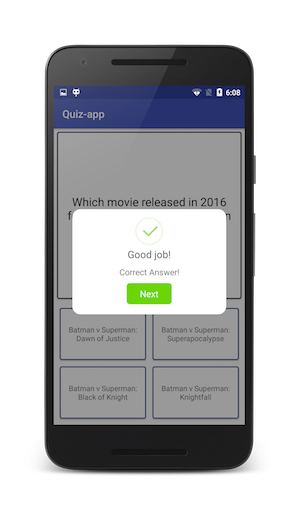 6:08
Quiz-app
Which movie released in 2016
Good job!
Correct Answer!
Next
Batman v Superman:
Dawn of Justice
Batman v Superman:
Superapocalypse
Batman v Superman:
Black of Knight
Batman v Superman:
Knightfall